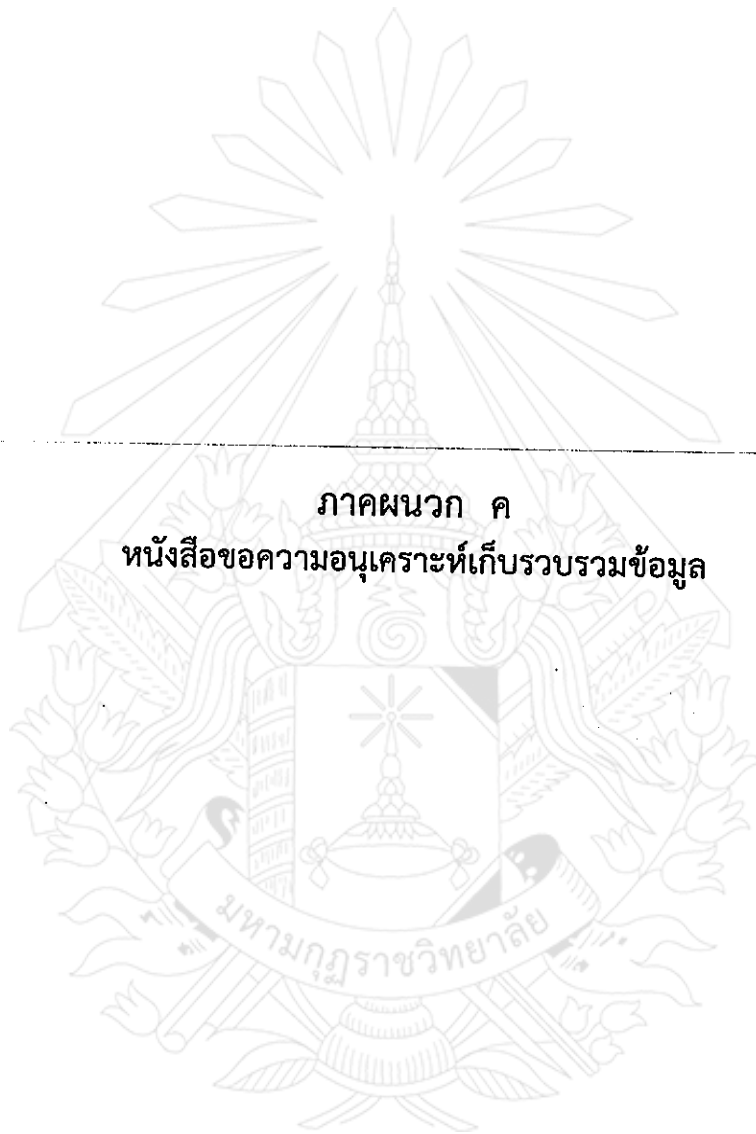 ภาคผนวก ค
หนังสือขอความอนุเคราะห์เก็บรวบรวมข้อมูล
มหามกุฏราชวิทยาลัย